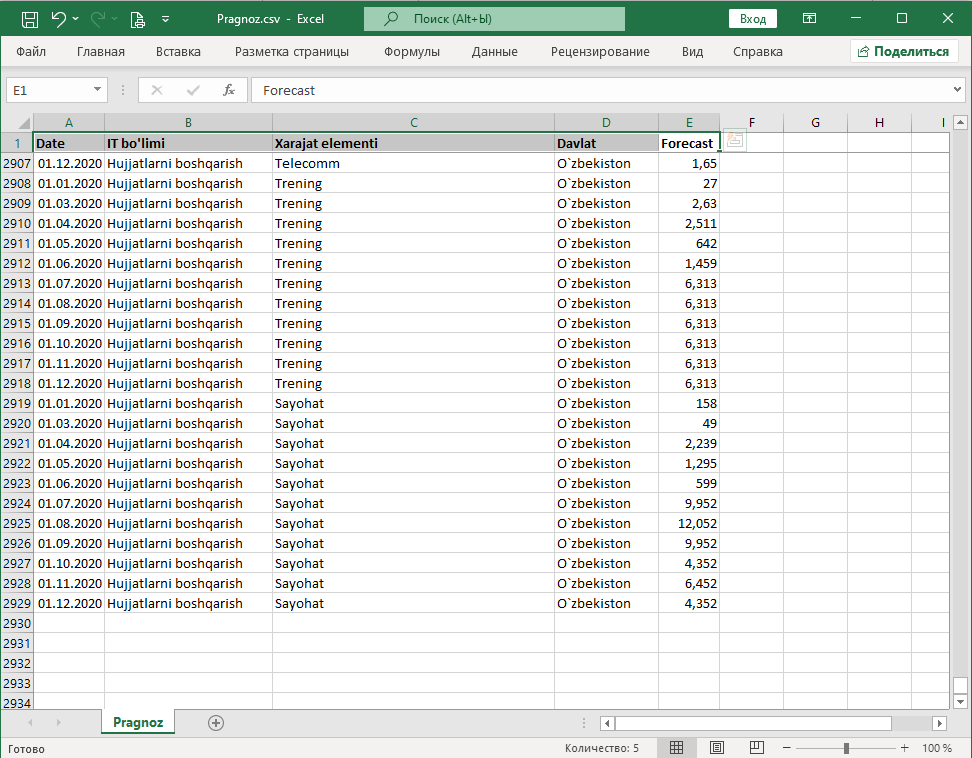 Pragnoz.csv - Excel
Поиск (Alt+Ы)
Вход
Файл Главная Вставка Разметка страницы Формулы Данные Рецензирование Вид Справка Поделиться
E1 fx Forecast
A B C D E F G H I
1 Date IT bo'limi Xarajat elementi Davlat Forecast
2907 01.12.2020 Hujjatlarni boshqarish Telecomm O`zbekiston 1,65
2908 01.01.2020 Hujjatlarni boshqarish Trening O`zbekiston 27
2909 01.03.2020 Hujjatlarni boshqarish Trening O`zbekiston 2,63
2910 01.04.2020 Hujjatlarni boshqarish Trening O`zbekiston 2,511
2911 01.05.2020 Hujjatlarni boshqarish Trening O`zbekiston 642
2912 01.06.2020 Hujjatlarni boshqarish Trening O`zbekiston 1,459
2913 01.07.2020 Hujjatlarni boshqarish Trening O`zbekiston 6,313
2914 01.08.2020 Hujjatlarni boshqarish Trening O`zbekiston 6,313
2915 01.09.2020 Hujjatlarni boshqarish Trening O`zbekiston 6,313
2916 01.10.2020 Hujjatlarni boshqarish Trening O`zbekiston 6,313
2917 01.11.2020 Hujjatlarni boshqarish Trening O`zbekiston 6,313
2918 01.12.2020 Hujjatlarni boshqarish Trening O`zbekiston 6,313
2919 01.01.2020 Hujjatlarni boshqarish Sayohat O`zbekiston 158
2920 01.03.2020 Hujjatlarni boshqarish Sayohat O`zbekiston 49
2921 01.04.2020 Hujjatlarni boshqarish Sayohat O`zbekiston 2,239
2922 01.05.2020 Hujjatlarni boshqarish Sayohat O`zbekiston 1,295
2923 01.06.2020 Hujjatlarni boshqarish Sayohat O`zbekiston 599
2924 01.07.2020 Hujjatlarni boshqarish Sayohat O`zbekiston 9,952
2925 01.08.2020 Hujjatlarni boshqarish Sayohat O`zbekiston 12,052
2926 01.09.2020 Hujjatlarni boshqarish Sayohat O`zbekiston 9,952
2927 01.10.2020 Hujjatlarni boshqarish Sayohat O`zbekiston 4,352
2928 01.11.2020 Hujjatlarni boshqarish Sayohat O`zbekiston 6,452
2929 01.12.2020 Hujjatlarni boshqarish Sayohat O`zbekiston 4,352
2930
2931
2932
2933
2934
Pragnoz
Готово Количество: 5 100 %